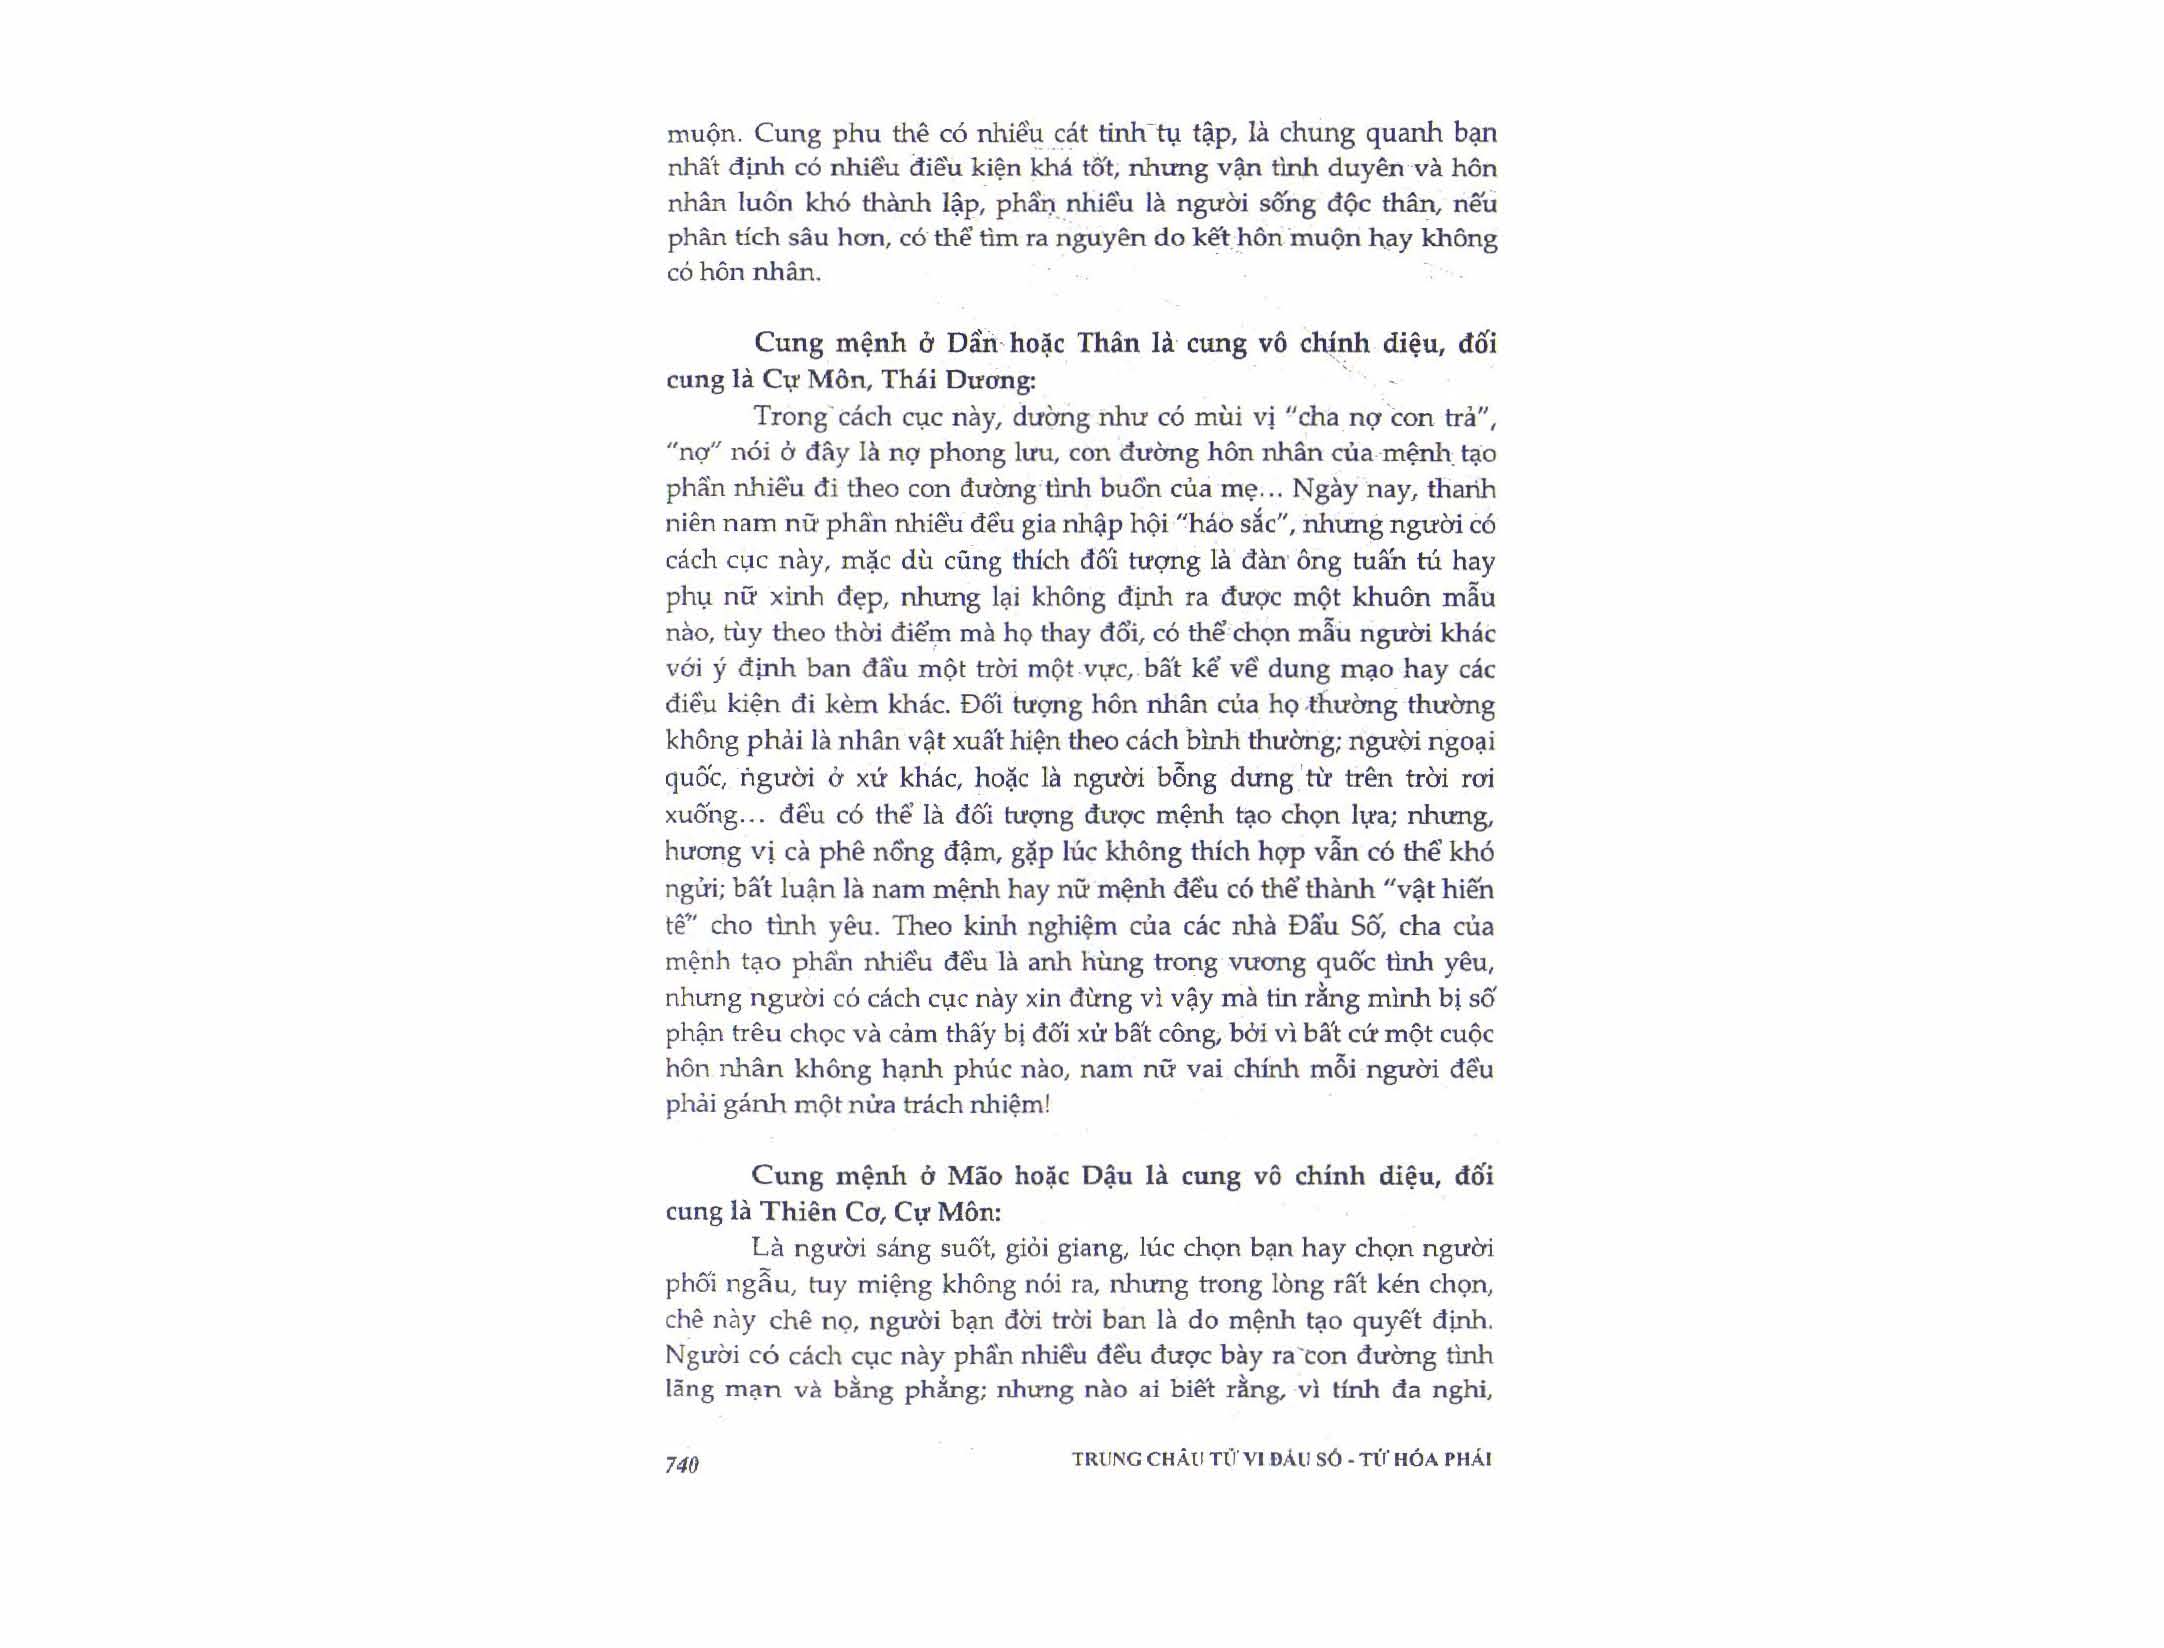 muộn. Cung phu thê có nhiều cát tinh tụ tập, là chung quanh bạn
nhất định có nhiều điều kiện khá tốt, nhưng vận tình duyên và hôn
nhân luôn khó thành lập, phần nhiều là người sống độc thân, nếu
phân tích sâu hơn, có thể tìm ra nguyên do kết hôn muộn hay không
có hôn nhân.
Cung mệnh ở Dần hoặc Thân là cung vô chính diệu, đối
cung là Cự Môn, Thái Dương:
Trong cách cục này, dường như có mùi vị "cha nợ con trả",
"nợ" nói ở đây là nợ phong lưu, con đường hôn nhân của mệnh tạo
phần nhiều đi theo con đường tình buồn của mẹ... Ngày nay, thanh
niên nam nữ phần nhiều đều gia nhập hội "háo sắc", nhưng người có
cách cục này, mặc dù cũng thích đối tượng là đàn ông tuấn tú hay
phụ nữ xinh đẹp, nhưng lại không định ra được một khuôn mẫu
nào, tùy theo thời điểm mà họ thay đổi, có thể chọn mẫu người khác
với ý định ban đầu một trời một vực, bất kể về dung mạo hay các
điều kiện đi kèm khác. Đối tượng hôn nhân của họ thường thường
không phải là nhân vật xuất hiện theo cách bình thường; người ngoại
quốc, người ở xứ khác, hoặc là người bỗng dưng từ trên trời rơi
xuống... đều có thể là đối tượng được mệnh tạo chọn lựa; nhưng,
hương vị cà phê nồng đậm, gặp lúc không thích hợp vẫn có thể khó
ngửi; bất luận là nam mệnh hay nữ mệnh đều có thể thành "vật hiến
tế" cho tình yêu. Theo kinh nghiệm của các nhà Đẩu Số, cha của
mệnh tạo phần nhiều đều là anh hùng trong vương quốc tình yêu,
nhưng người có cách cục này xin đừng vì vậy mà tin rằng mình bị số
phận trêu chọc và cảm thấy bị đối xử bất công, bởi vì bất cứ một cuộc
hôn nhân không hạnh phúc nào, nam nữ vai chính mỗi người đều
phải gánh một nửa trách nhiệm!
Cung mệnh ở Mão hoặc Dậu là cung vô chính diệu, đối
cung là Thiên Cơ, Cự Môn:
Là người sáng suốt, giỏi giang, lúc chọn bạn hay chọn người
phối ngẫu, tuy miệng không nói ra, nhưng trong lòng rất kén chọn,
chê này chê nọ, người bạn đời trời ban là do mệnh tạo quyết định.
Người có cách cục này phần nhiều đều được bày ra con đường tình
lãng mạn và bằng phẳng; nhưng nào ai biết rằng, vì tính đa nghi,
740
TRUNG CHÂU TỬ VI ĐẨU SỐ - TỨ HÓA PHÁI